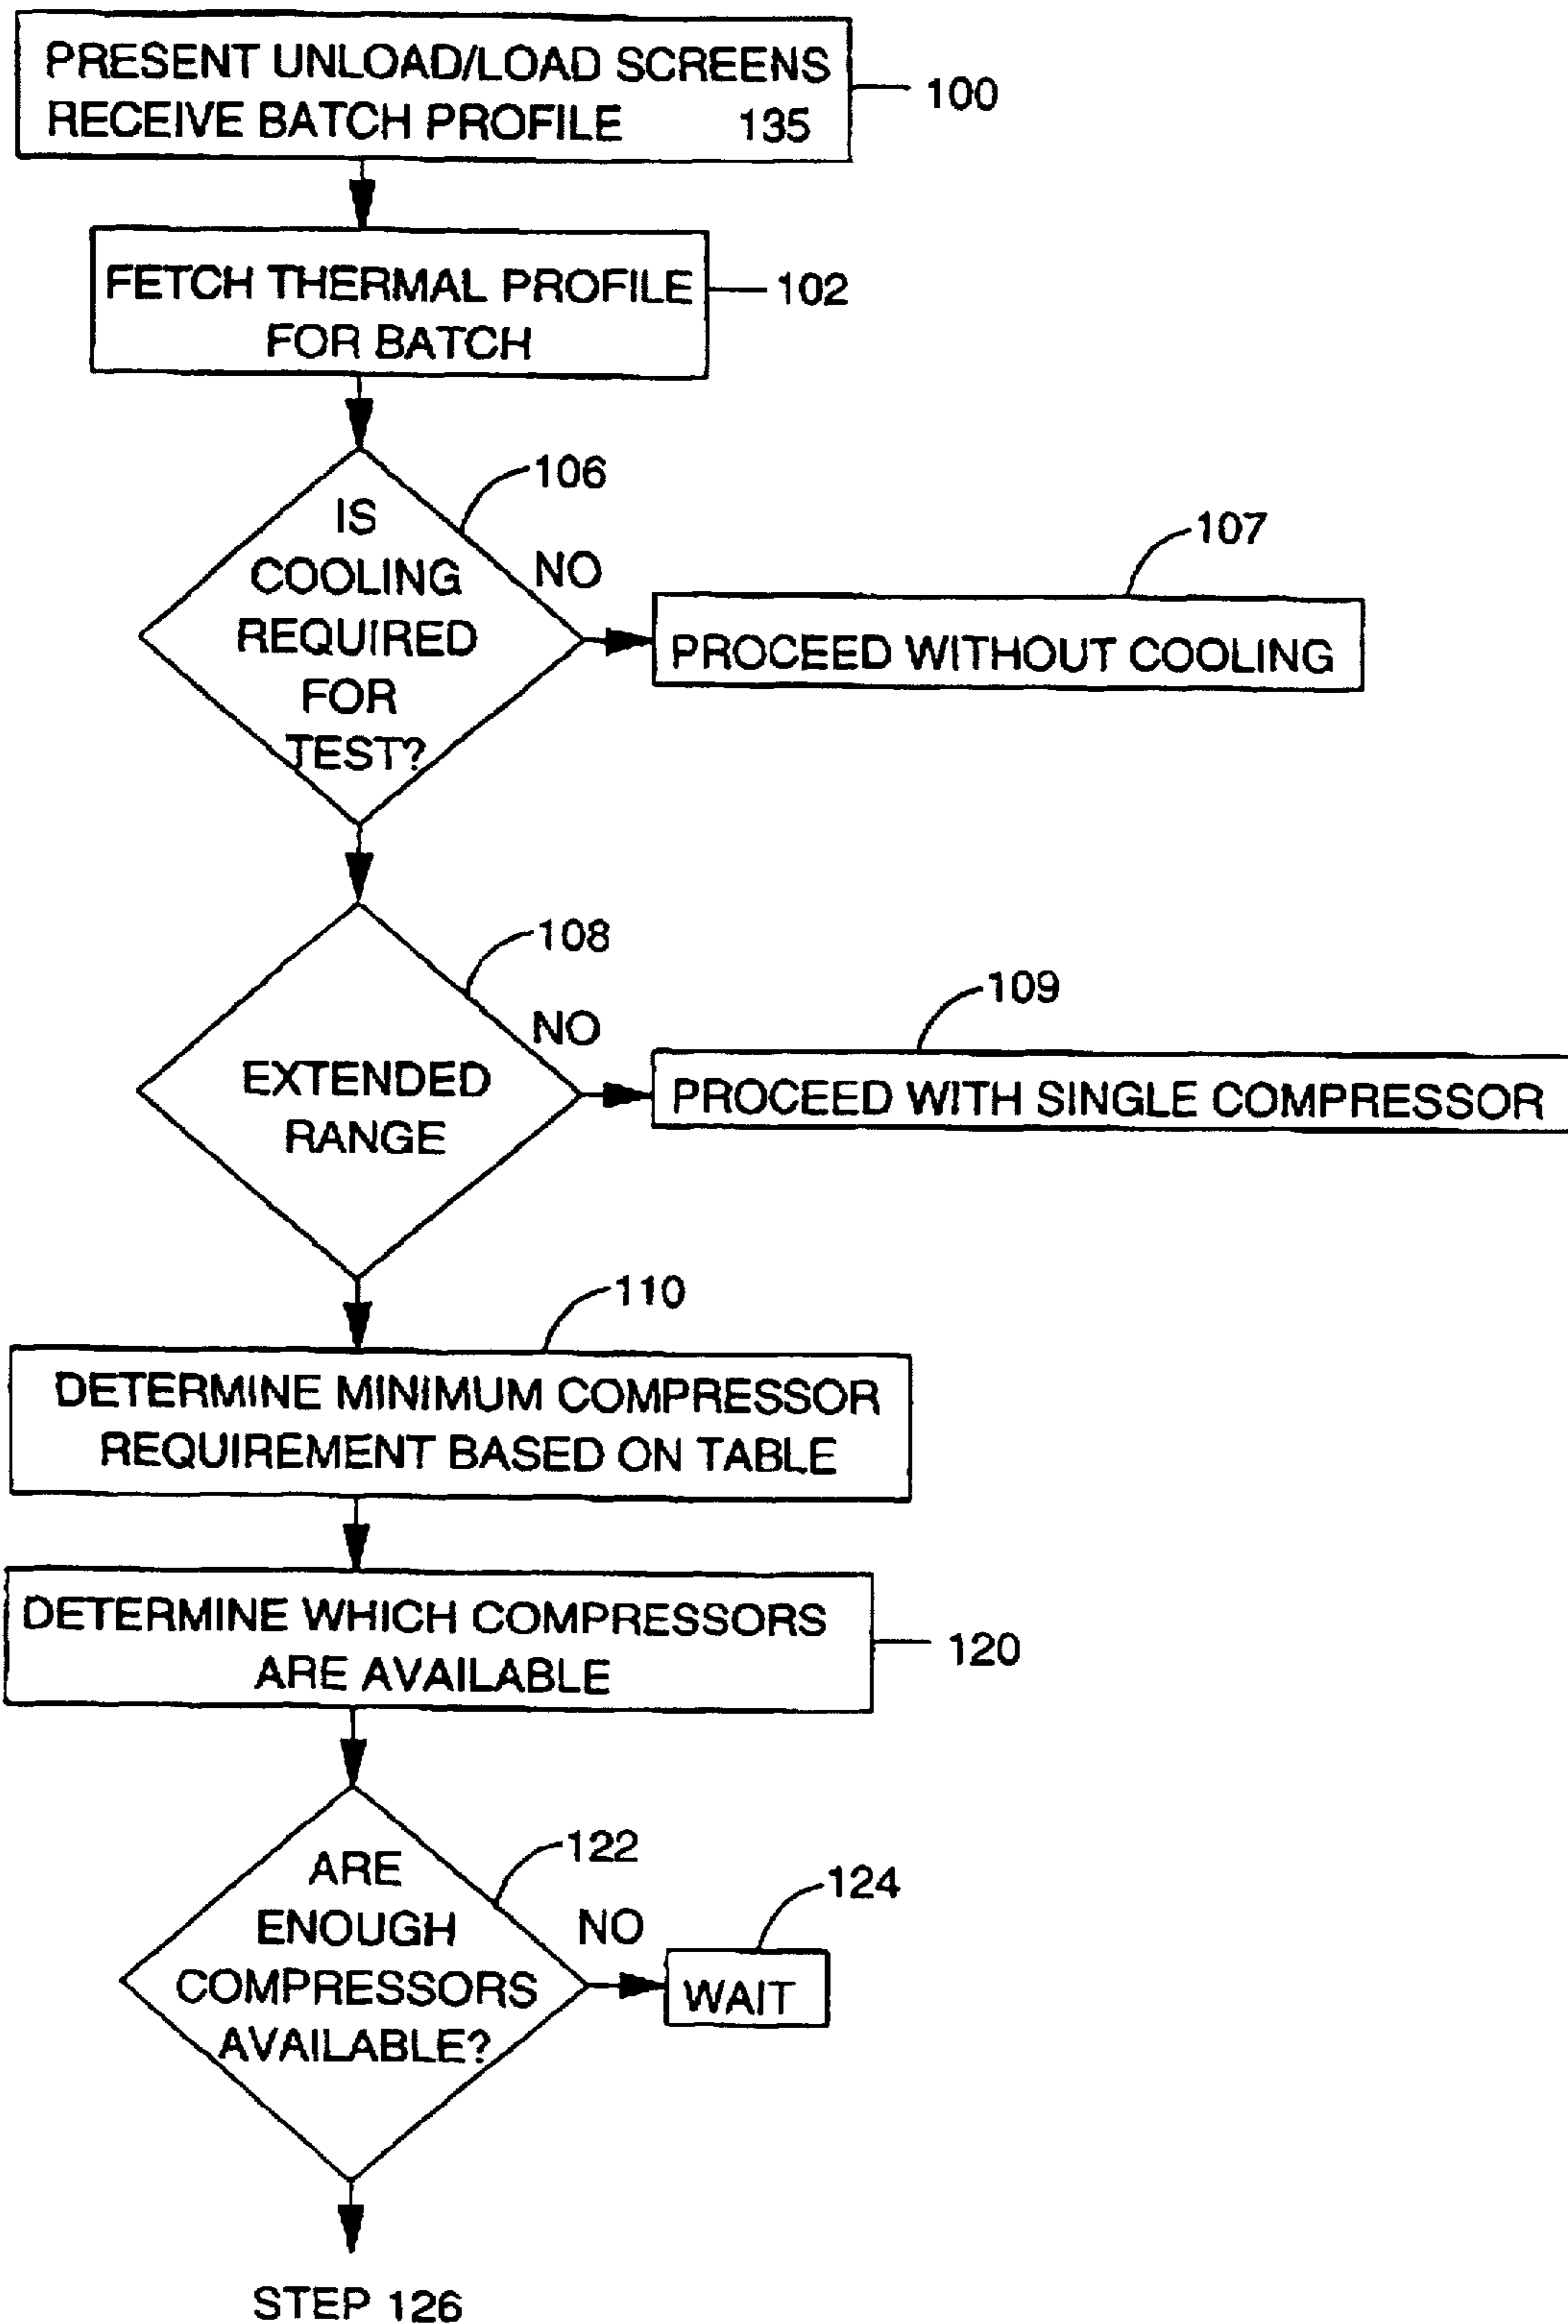 PRESENT UNLOAD/LOAD SCREENS
RECEIVE BATCH PROFILE 135
100
FETCH THERMAL PROFILE
FOR BATCH
102
106
IS
COOLING
REQUIRED
FOR
TEST?
NO
107
PROCEED WITHOUT COOLING
108
EXTENDED
RANGE
NO
109
PROCEED WITH SINGLE COMPRESSOR
110
DETERMINE MINIMUM COMPRESSOR
REQUIREMENT BASED ON TABLE
DETERMINE WHICH COMPRESSORS
ARE AVAILABLE
120
122
ARE
ENOUGH
COMPRESSORS
AVAILABLE?
NO
124
WAIT
STEP 126